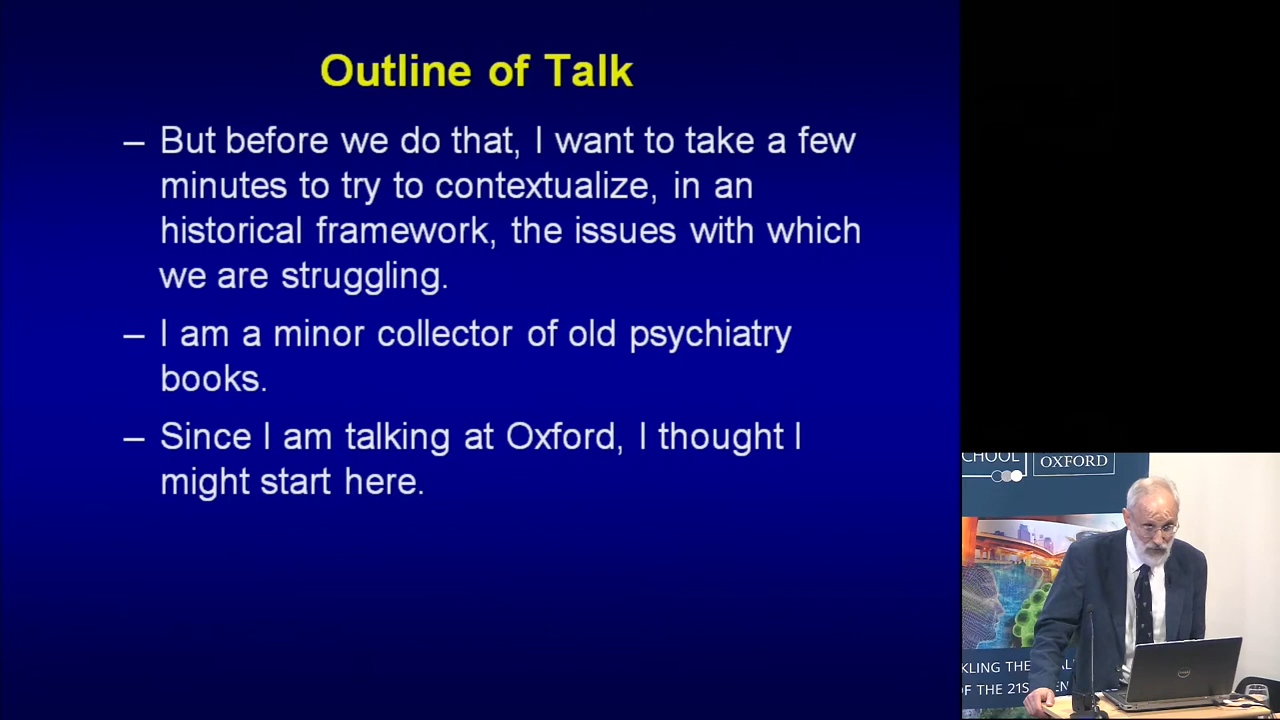 Outline of Talk
– But before we do that, I want to take a few
minutes to try to contextualize, in an
historical framework, the issues with which
we are struggling.
– I am a minor collector of old psychiatry
books.
– Since I am talking at Oxford, I thought I
might start here.
CHOOL
OXFORD
KLING THE
OF THE 21S